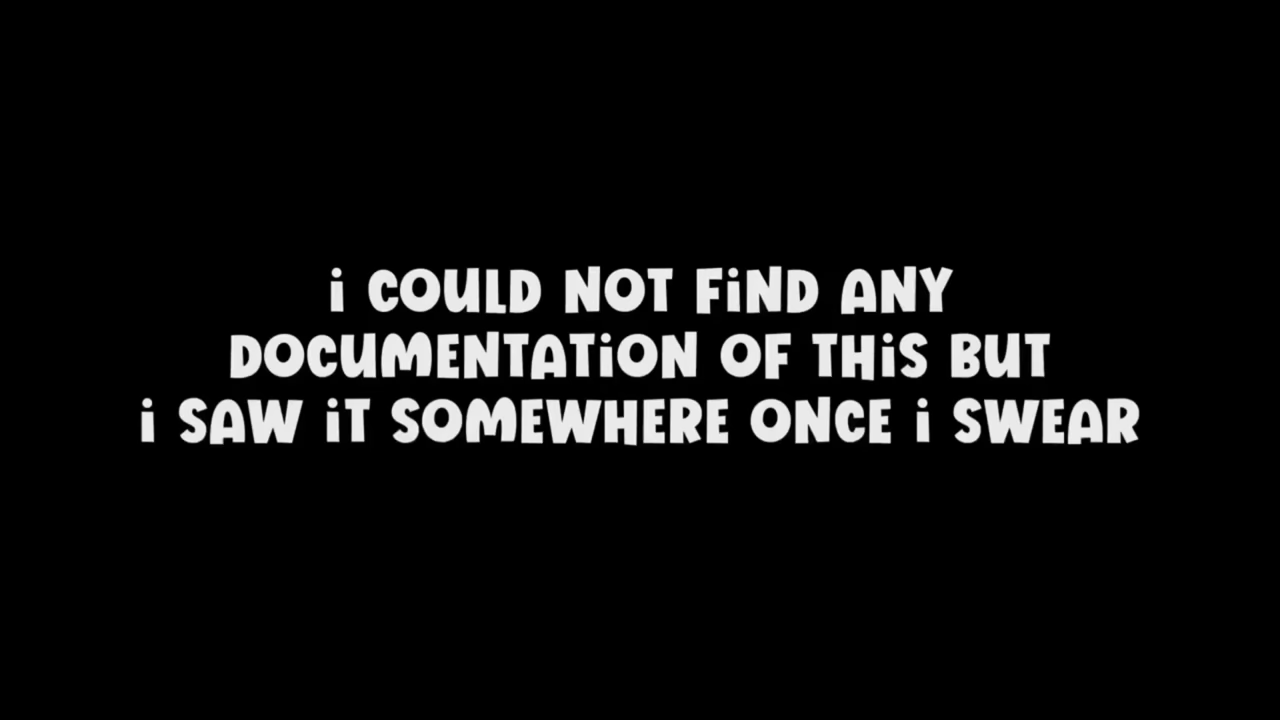 i COULD NOT FiND ANY
DOCUMENTATiON OF THiS BUT
i SAW iT SOMEWHERE ONCE i SWEAR